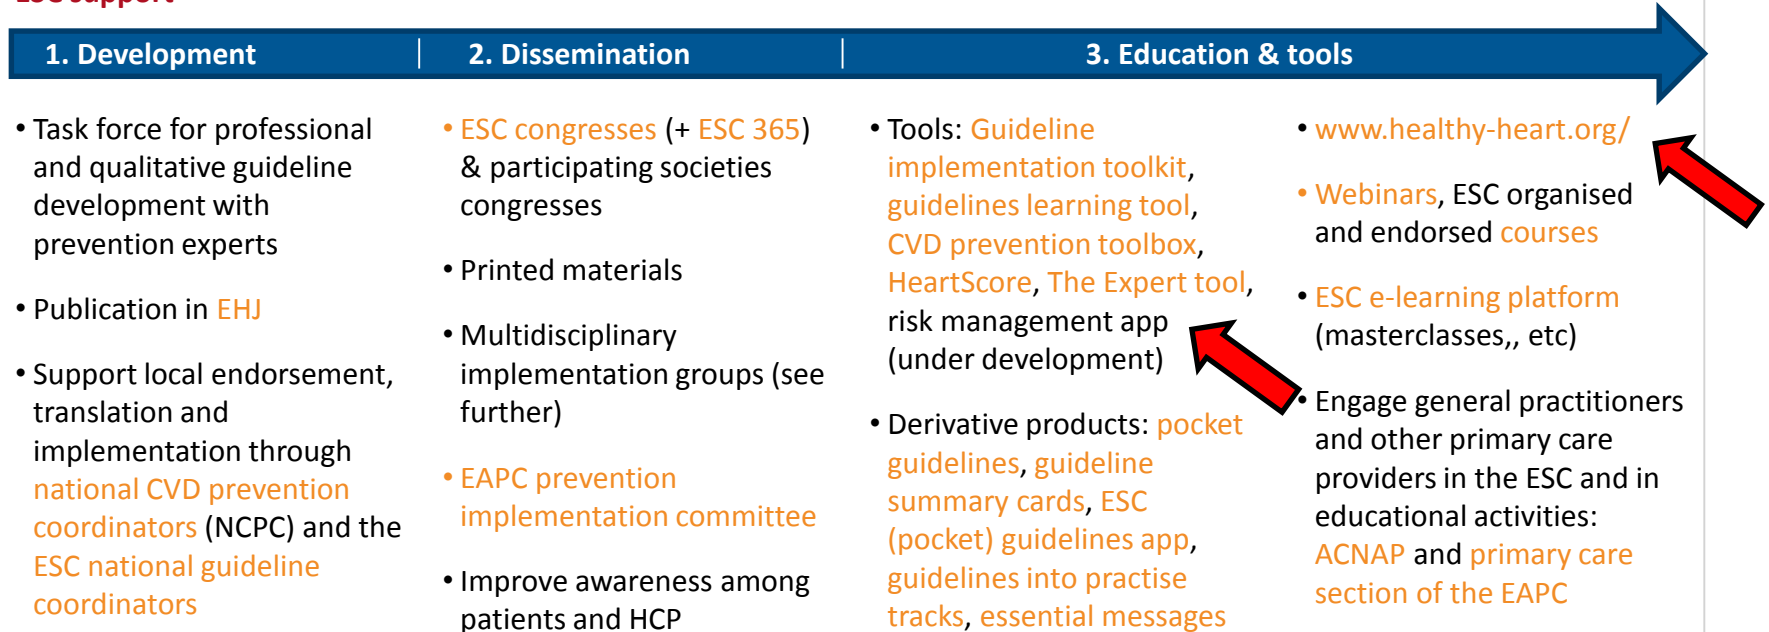 ESC support
1. Development
2. Dissemination
3. Education & tools
• Task force for professional
and qualitative guideline
development with
prevention experts
• Publication in EHJ
• Support local endorsement,
translation and
implementation through
national CVD prevention
coordinators (NCPC) and the
ESC national guideline
coordinators
• ESC congresses (+ ESC 365)
& participating societies
congresses
• Printed materials
• Multidisciplinary
implementation groups (see
further)
• EAPC prevention
implementation committee
• Improve awareness among
patients and HCP
• Tools: Guideline
implementation toolkit,
guidelines learning tool,
CVD prevention toolbox,
HeartScore, The Expert tool,
risk management app
(under development)
• Derivative products: pocket
guidelines, guideline
summary cards, ESC
(pocket) guidelines app,
guidelines into practise
tracks, essential messages
• www.healthy-heart.org/
• Webinars, ESC organised
and endorsed courses
• ESC e-learning platform
(masterclasses,, etc)
• Engage general practitioners
and other primary care
providers in the ESC and in
educational activities:
ACNAP and primary care
section of the EAPC